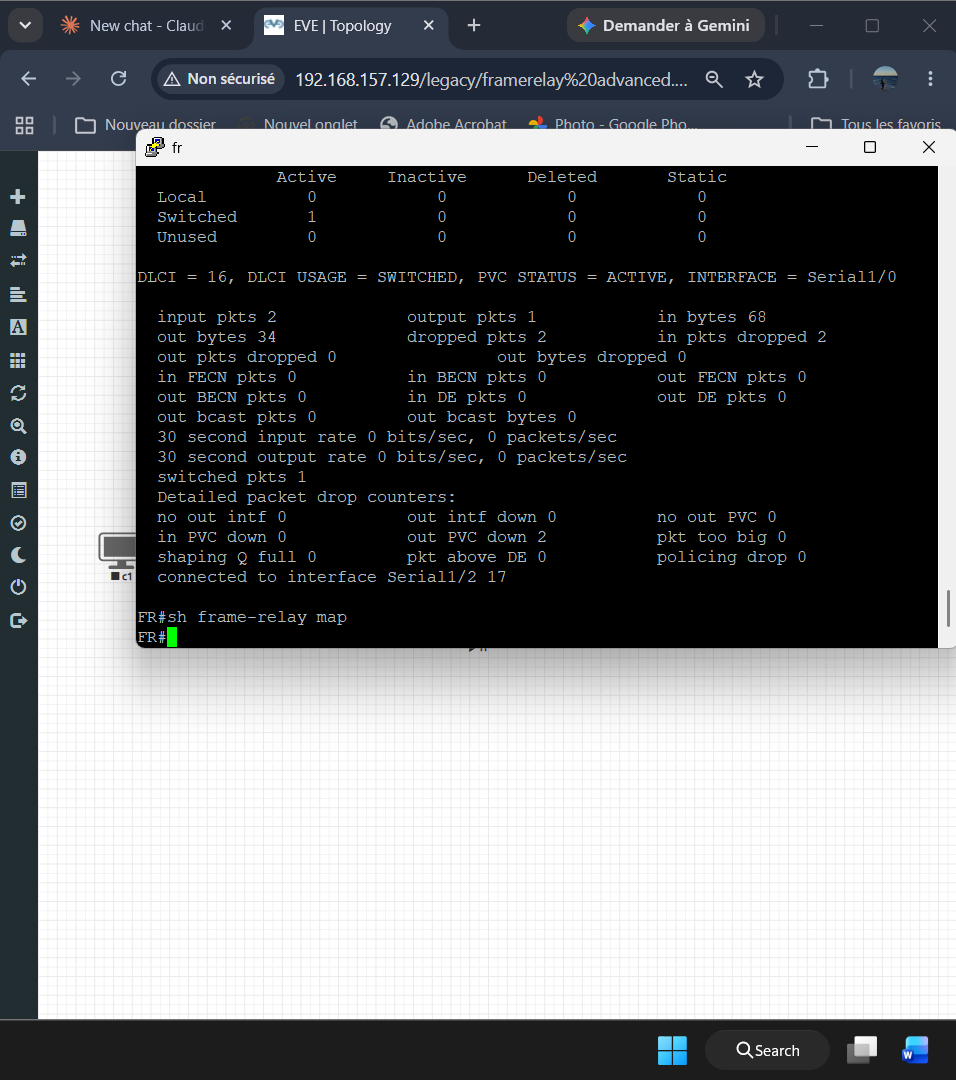 New chat - Claud
EVE | Topology
Demander à Gemini
Non sécurisé
192.168.157.129/legacy/framerelay%20advanced....
Nouveau dossier
Nouvel onglet
Adobe Acrobat
Photo - Google Pho...
Tous les favoris
fr
Active Inactive Deleted Static
Local 0 0 0 0
Switched 1 0 0 0
Unused 0 0 0 0
DLCI = 16, DLCI USAGE = SWITCHED, PVC STATUS = ACTIVE, INTERFACE = Serial1/0
input pkts 2 output pkts 1 in bytes 68
out bytes 34 dropped pkts 2 in pkts dropped 2
out pkts dropped 0 out bytes dropped 0
in FECN pkts 0 in BECN pkts 0 out FECN pkts 0
out BECN pkts 0 in DE pkts 0 out DE pkts 0
out bcast pkts 0 out bcast bytes 0
30 second input rate 0 bits/sec, 0 packets/sec
30 second output rate 0 bits/sec, 0 packets/sec
switched pkts 1
Detailed packet drop counters:
no out intf 0 out intf down 0 no out PVC 0
in PVC down 0 out PVC down 2 pkt too big 0
shaping Q full 0 pkt above DE 0 policing drop 0
connected to interface Serial1/2 17
FR#sh frame-relay map
FR#
c1
Search